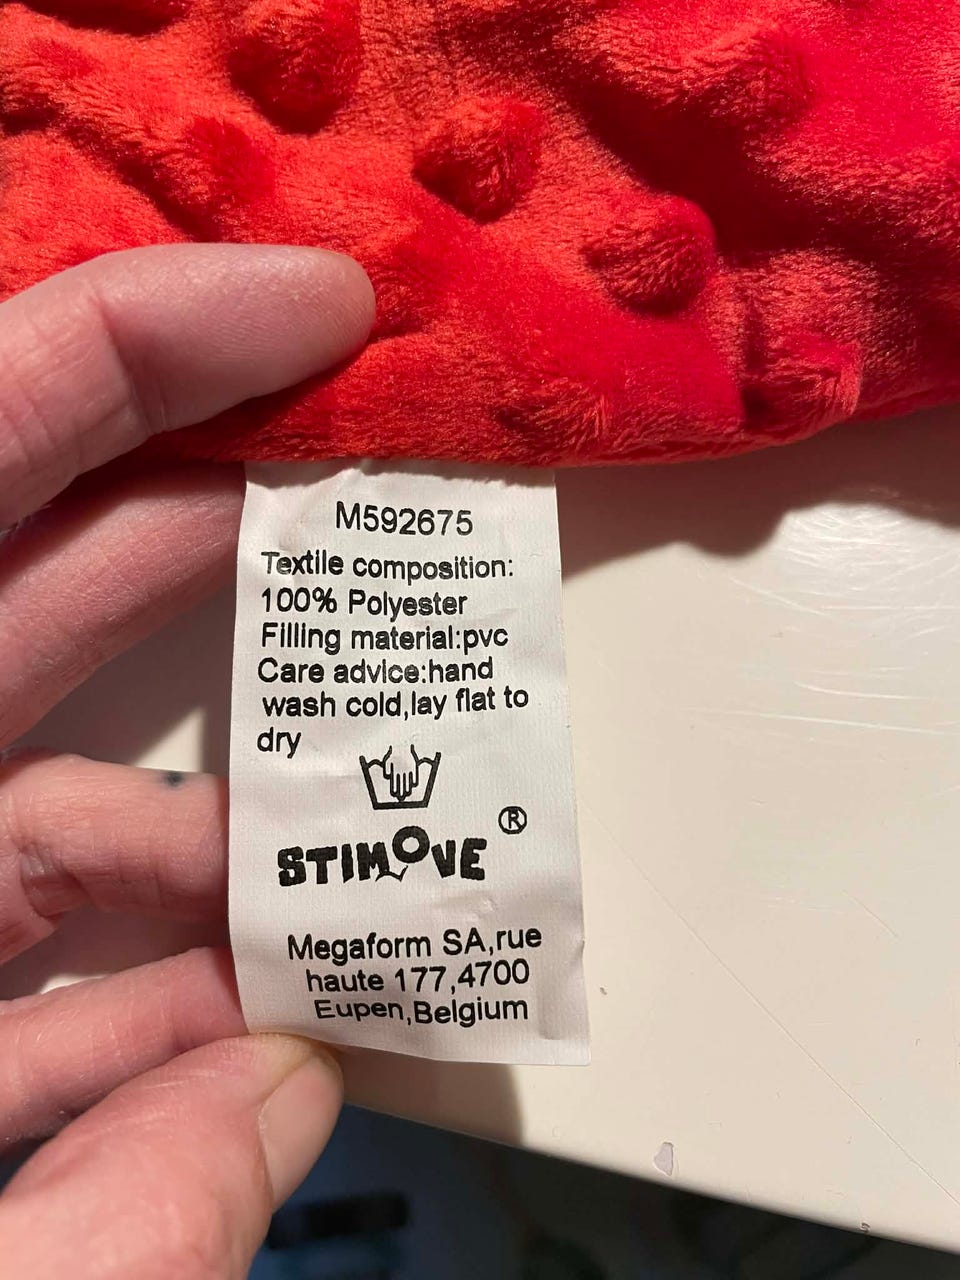 M592675
Textile composition:
100% Polyester
Filling material:pvc
Care advice:hand
wash cold,lay flat to
dry
STIMOVE ®
Megaform SA,rue
haute 177,4700
Eupen,Belgium